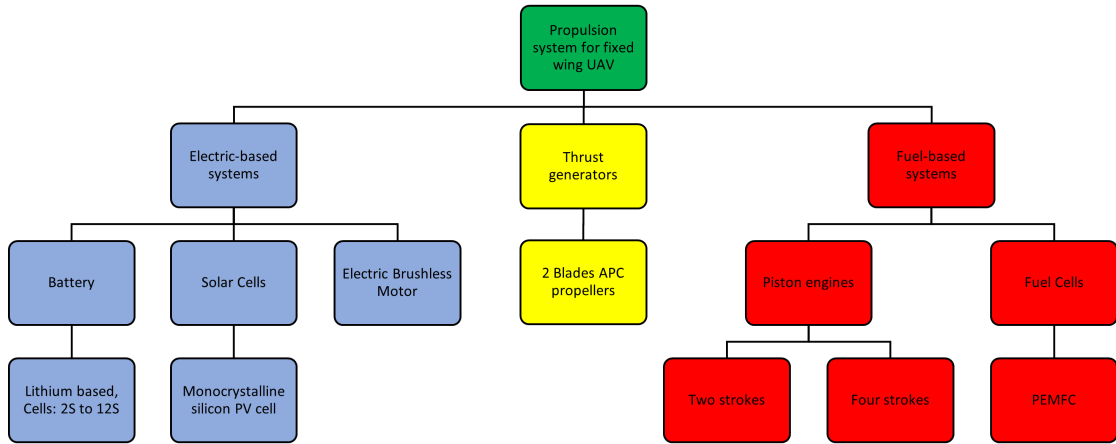 Propulsion
system for fixed
wing UAV
Electric-based
systems
Thrust
generators
Fuel-based
systems
Battery
Solar Cells
Electric Brushless
Motor
2 Blades APC
propellers
Piston engines
Fuel Cells
Lithium based,
Cells: 2S to 12S
Monocrystalline
silicon PV cell
Two strokes
Four strokes
PEMFC